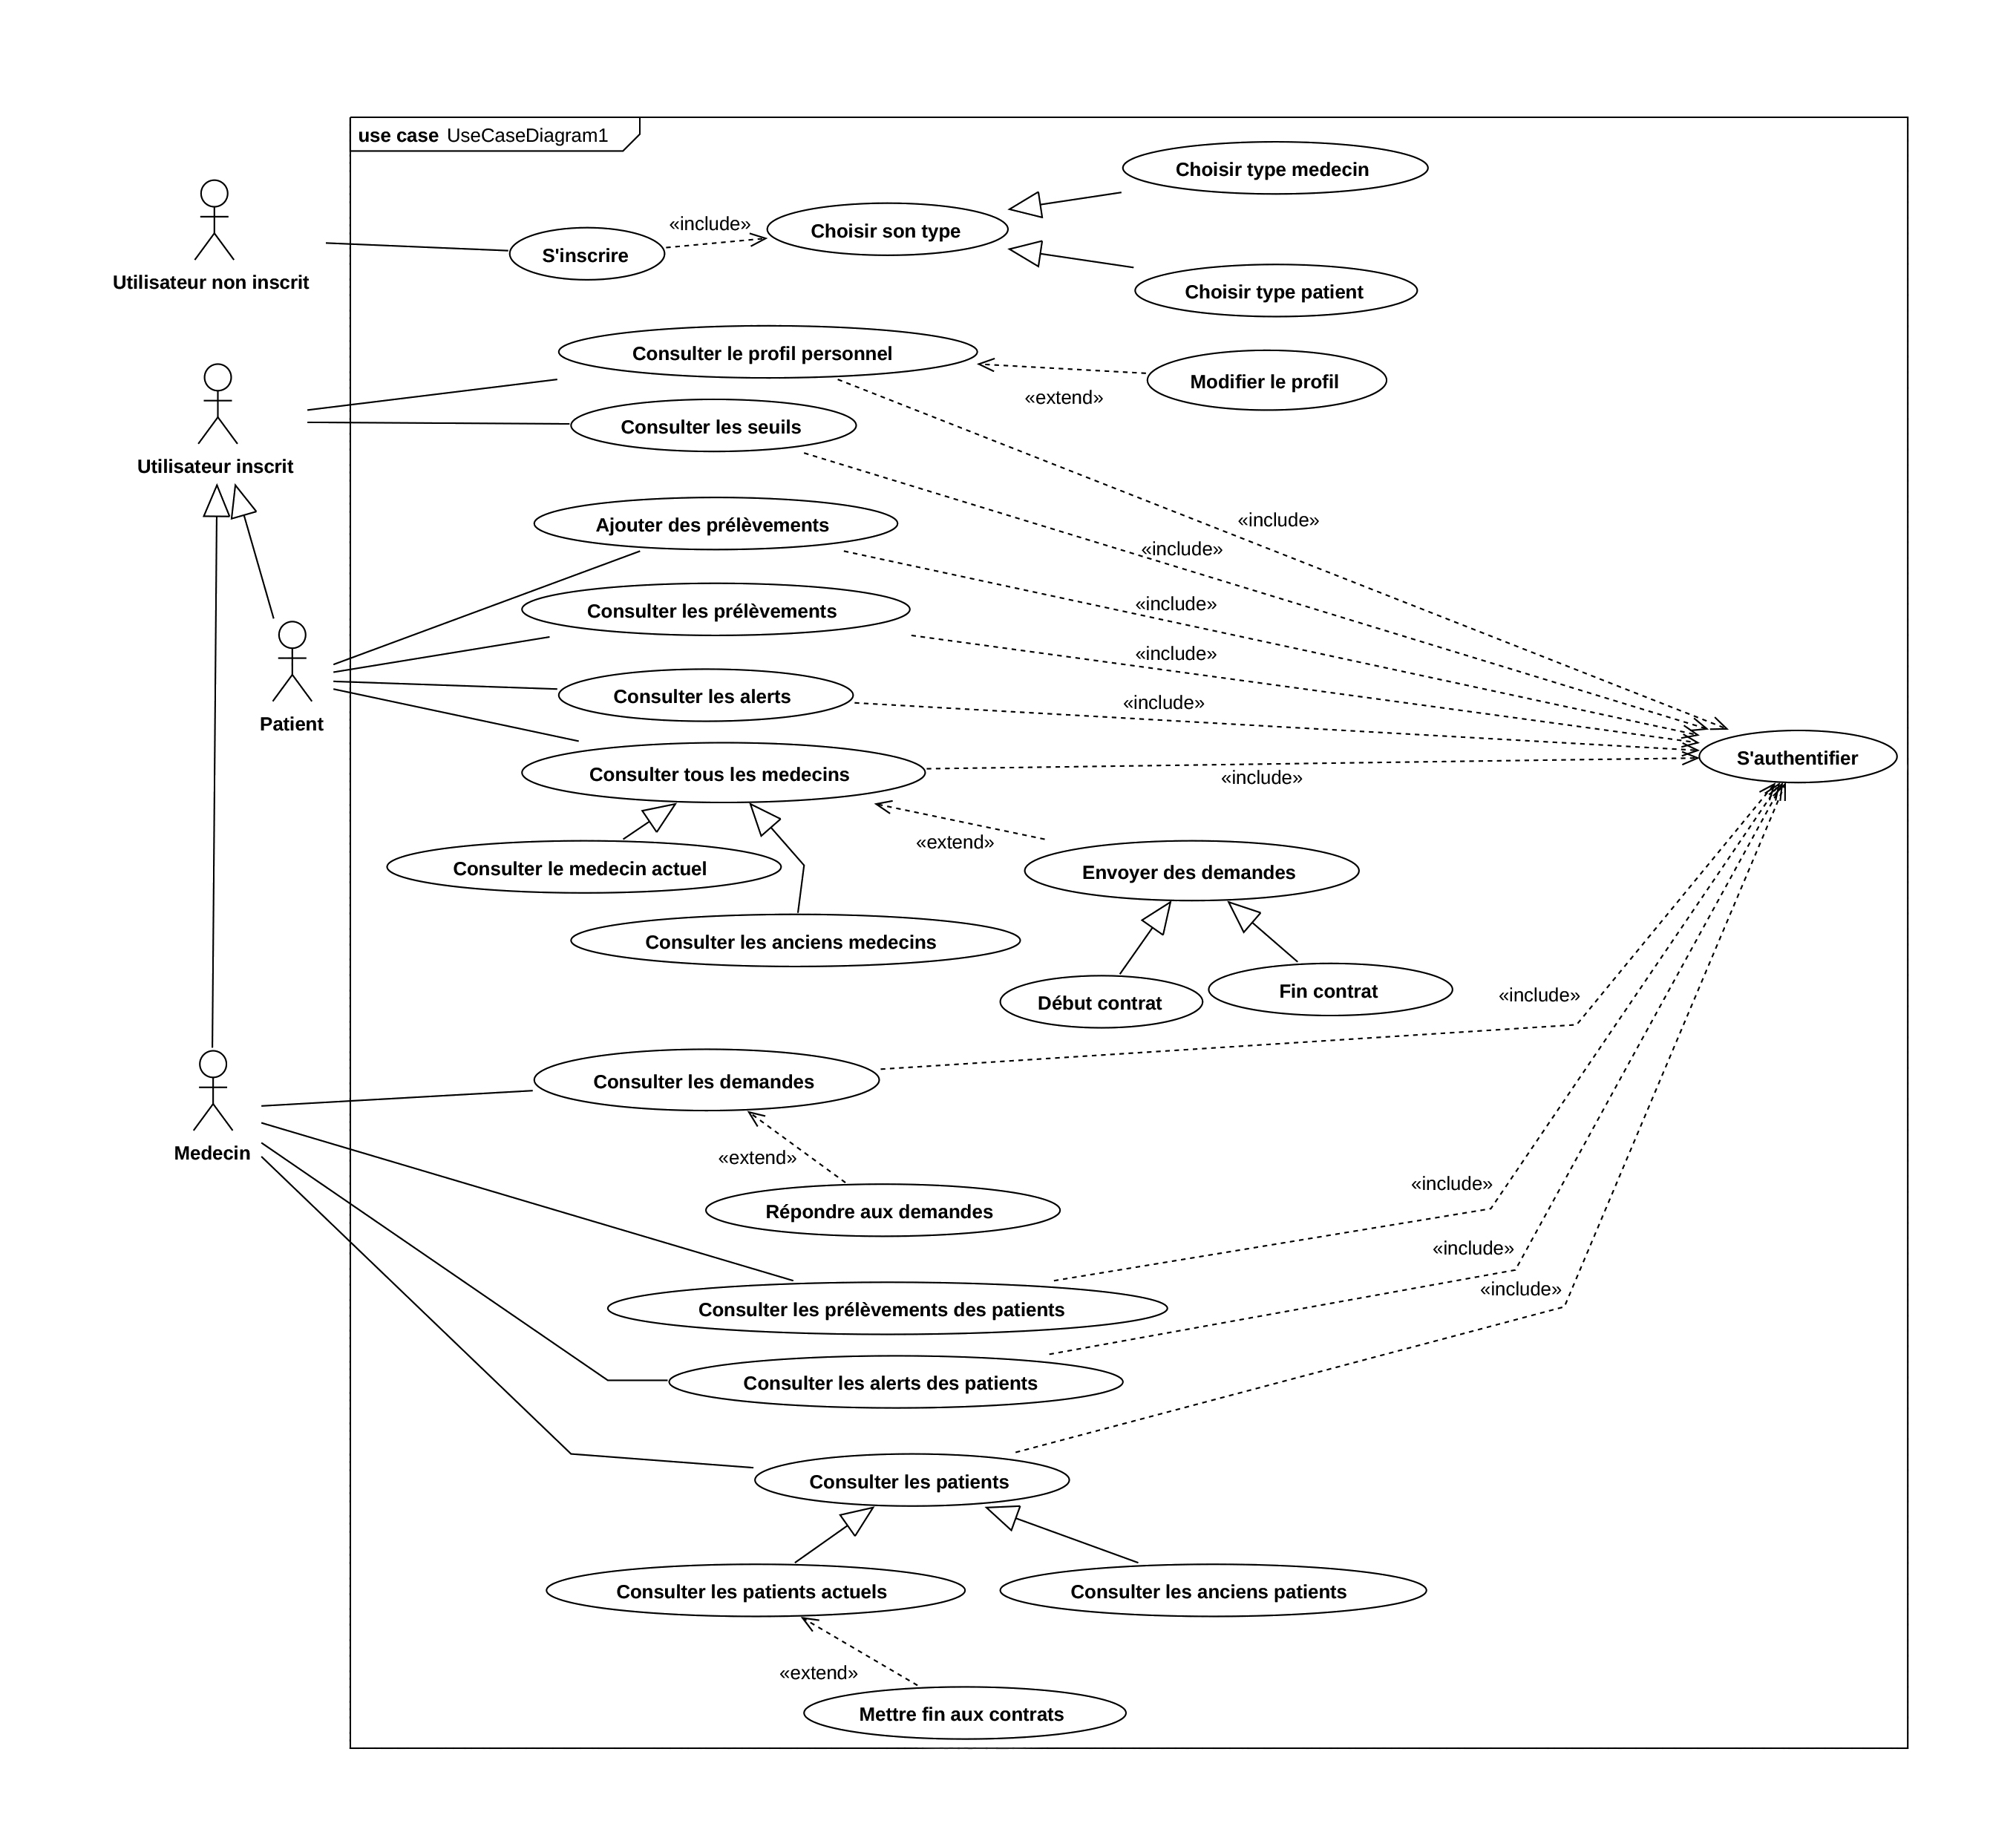 use case UseCaseDiagram1
Choisir type medecin
«include»
Choisir son type
S'inscrire
Utilisateur non inscrit
Choisir type patient
Consulter le profil personnel
Modifier le profil
«extend»
Consulter les seuils
Utilisateur inscrit
Ajouter des prélèvements
«include»
«include»
«include»
Consulter les prélèvements
«include»
Consulter les alerts
«include»
Patient
S'authentifier
Consulter tous les medecins
«include»
«extend»
Consulter le medecin actuel
Envoyer des demandes
Consulter les anciens medecins
Début contrat
Fin contrat
«include»
Consulter les demandes
Medecin
«extend»
«include»
Répondre aux demandes
«include»
«include»
Consulter les prélèvements des patients
Consulter les alerts des patients
Consulter les patients
Consulter les patients actuels
Consulter les anciens patients
«extend»
Mettre fin aux contrats